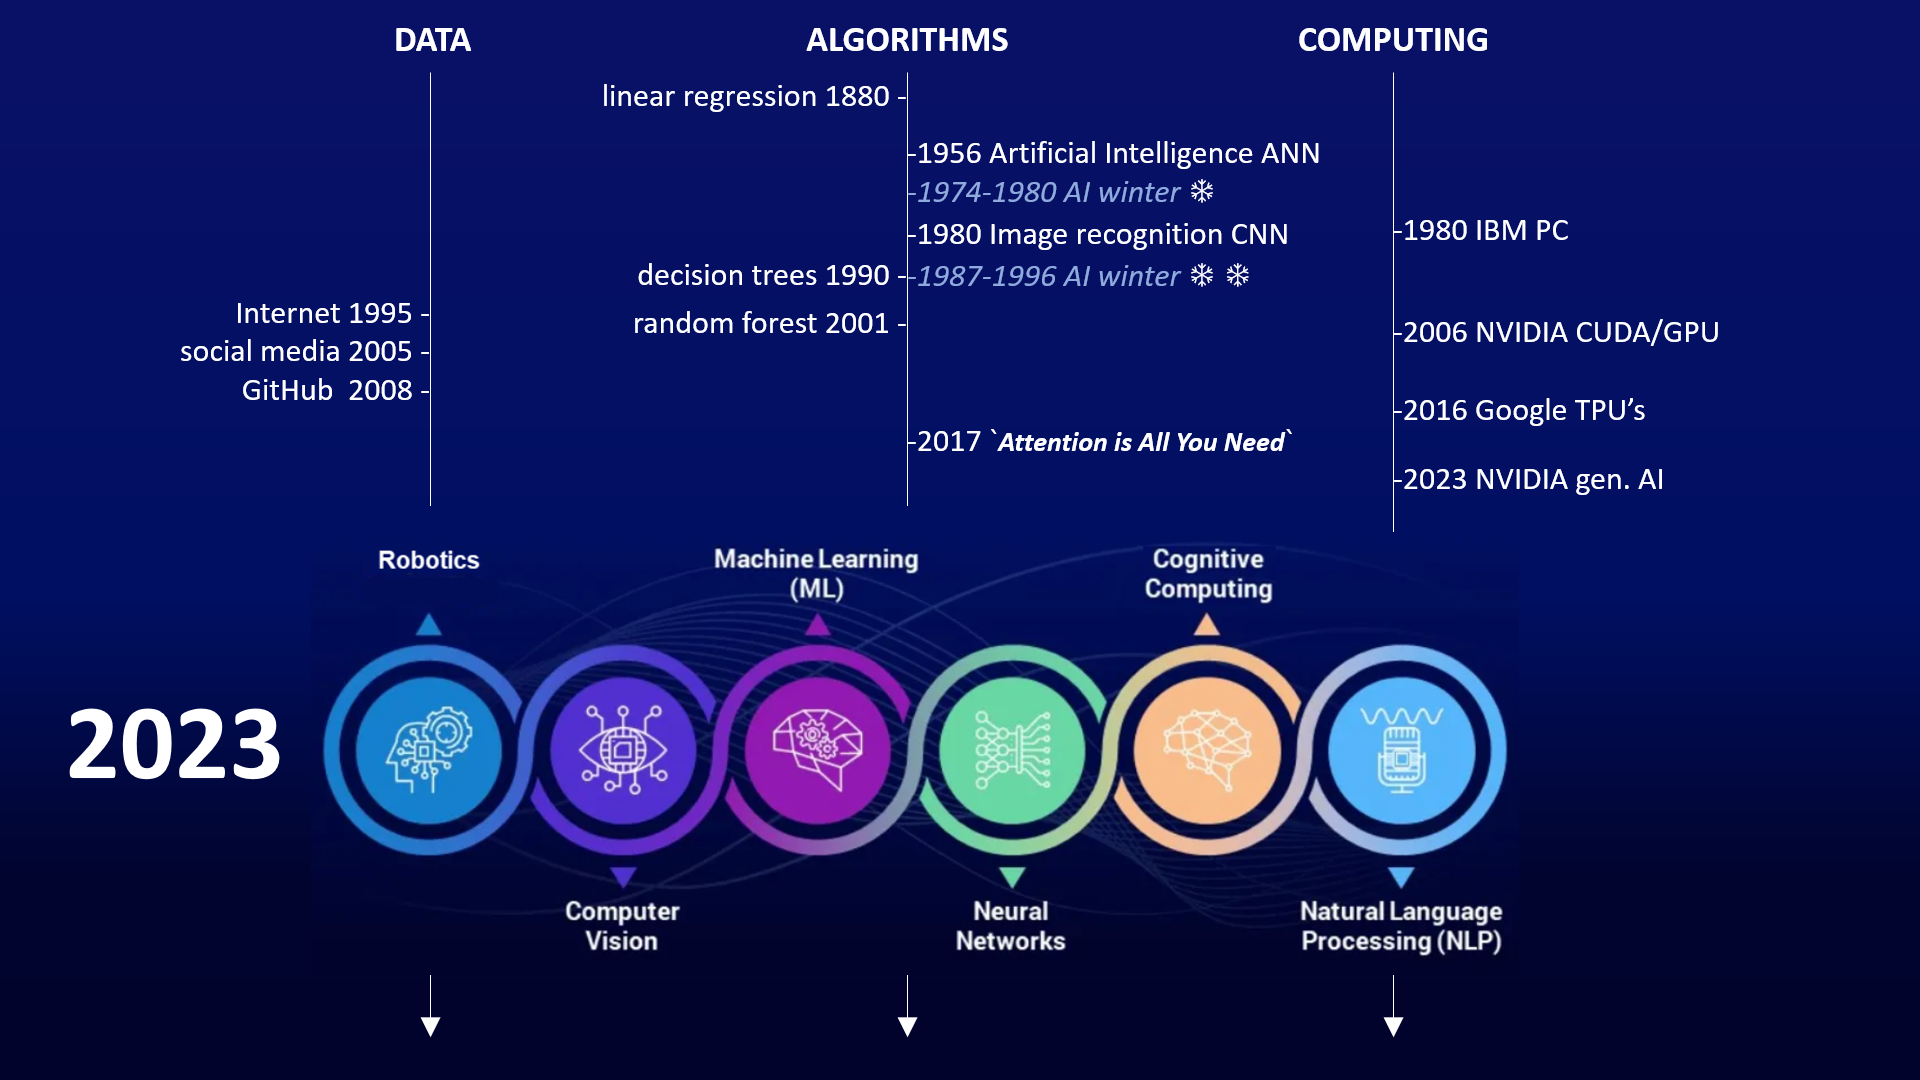 DATA
ALGORITHMS
COMPUTING
linear regression 1880 -
-1956 Artificial Intelligence ANN
-1974-1980 AI winter ❄
-1980 Image recognition CNN
-1980 IBM PC
decision trees 1990 -
-1987-1996 AI winter ❄ ❄
Internet 1995 -
random forest 2001 -
-2006 NVIDIA CUDA/GPU
social media 2005 -
GitHub  2008 -
-2016 Google TPU’s
-2017 `Attention is All You Need`
-2023 NVIDIA gen. AI
Robotics
Machine Learning
(ML)
Cognitive
Computing
2023
Computer
Vision
Neural
Networks
Natural Language
Processing (NLP)